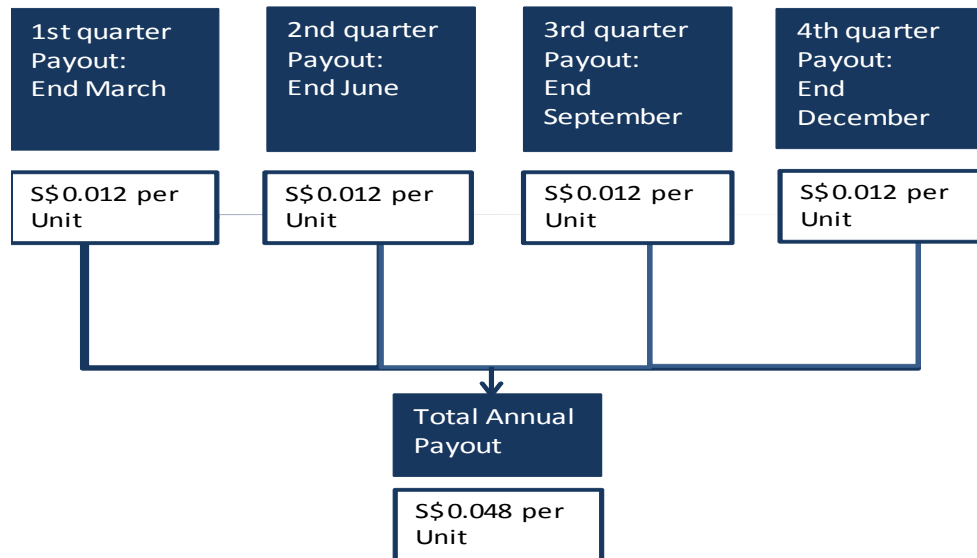 1st quarter
Payout:
End March
2nd quarter
Payout:
End June
3rd quarter
Payout:
End
September
4th quarter
Payout:
End
December
S$0.012 per
Unit
S$0.012 per
Unit
S$0.012 per
Unit
S$0.012 per
Unit
Total Annual
Payout
S$0.048 per
Unit